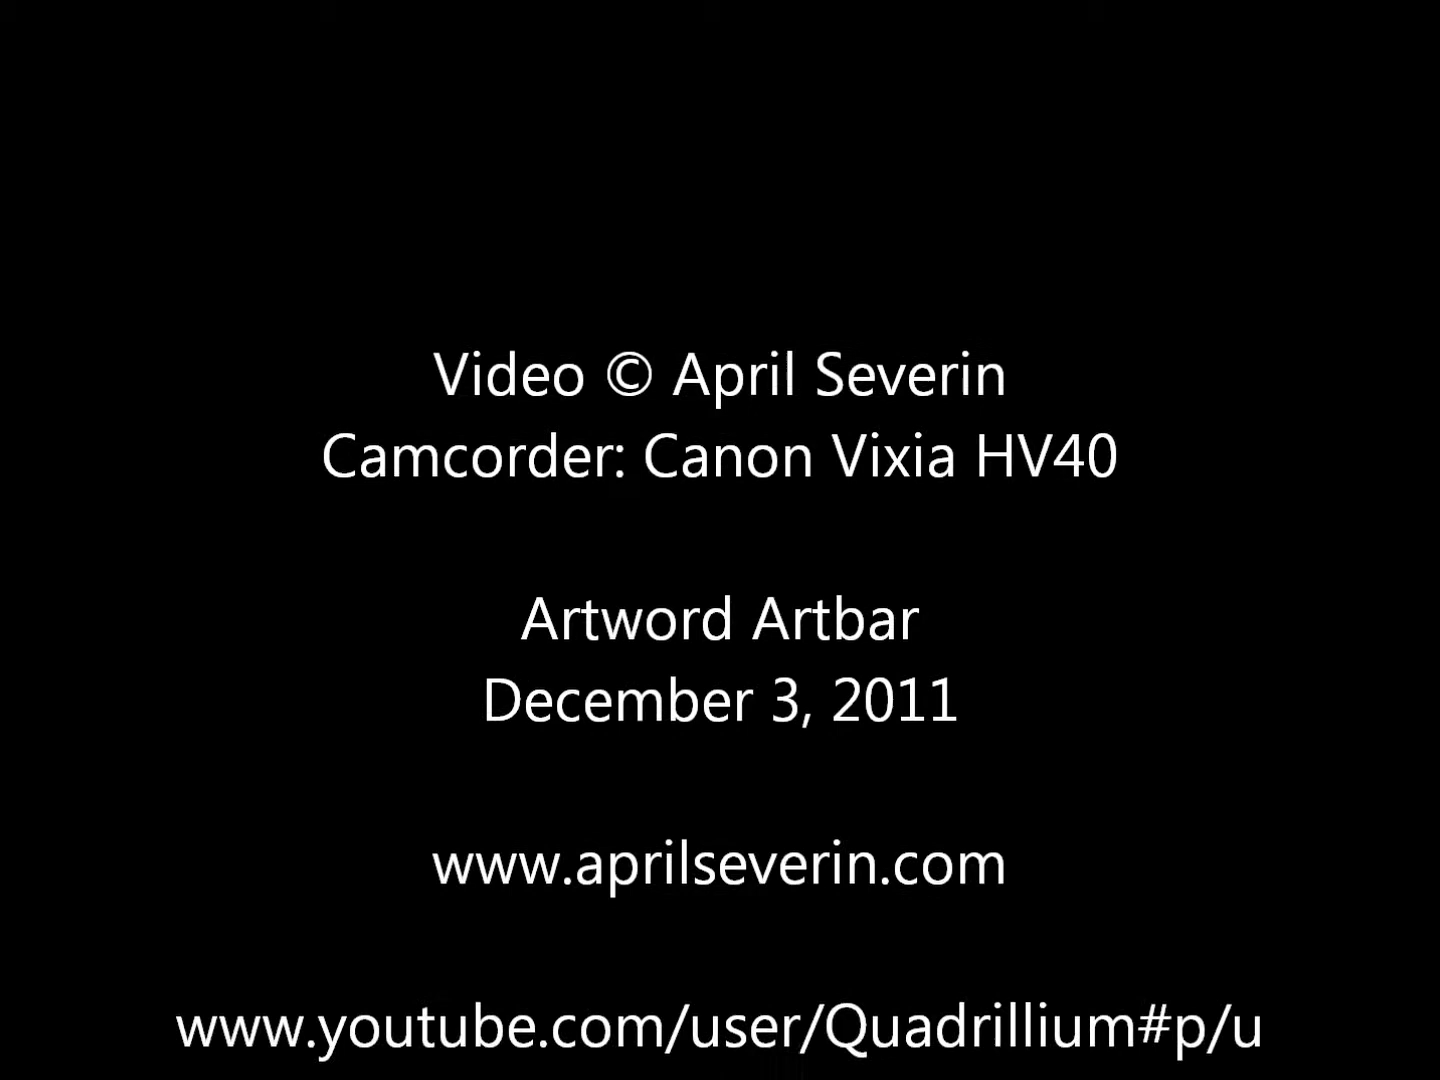 Video © April Severin
Camcorder: Canon Vixia HV40
Artword Artbar
December 3, 2011
www.aprilseverin.com
www.youtube.com/user/Quadrillium#p/u